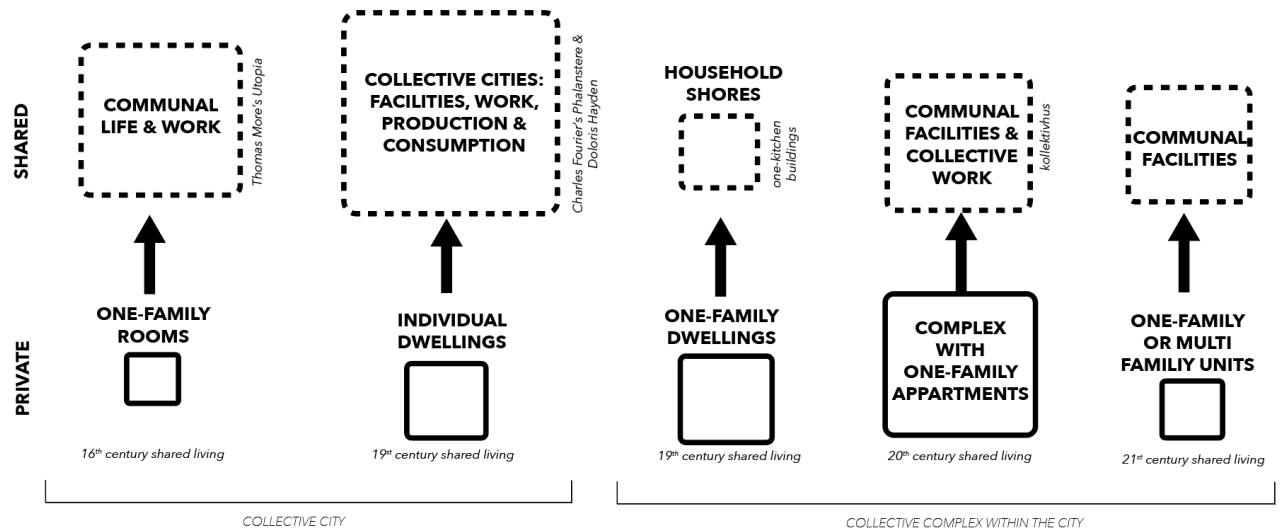 SHARED
COMMUNAL
LIFE & WORK
Thomas More's Utopia
COLLECTIVE CITIES:
FACILITIES, WORK,
PRODUCTION &
CONSUMPTION
Charles Fourier's Phalanstere &
Doloris Hayden
HOUSEHOLD
SHORES
one-kitchen
buildings
COMMUNAL
FACILITIES &
COLLECTIVE
WORK
kollektivhus
COMMUNAL
FACILITIES
PRIVATE
ONE-FAMILY
ROOMS
INDIVIDUAL
DWELLINGS
ONE-FAMILY
DWELLINGS
COMPLEX
WITH
ONE-FAMILY
APPARTMENTS
ONE-FAMILY
OR MULTI
FAMILIY UNITS
16th century shared living
19st century shared living
19th century shared living
20th century shared living
21st century shared living
COLLECTIVE CITY
COLLECTIVE COMPLEX WITHIN THE CITY